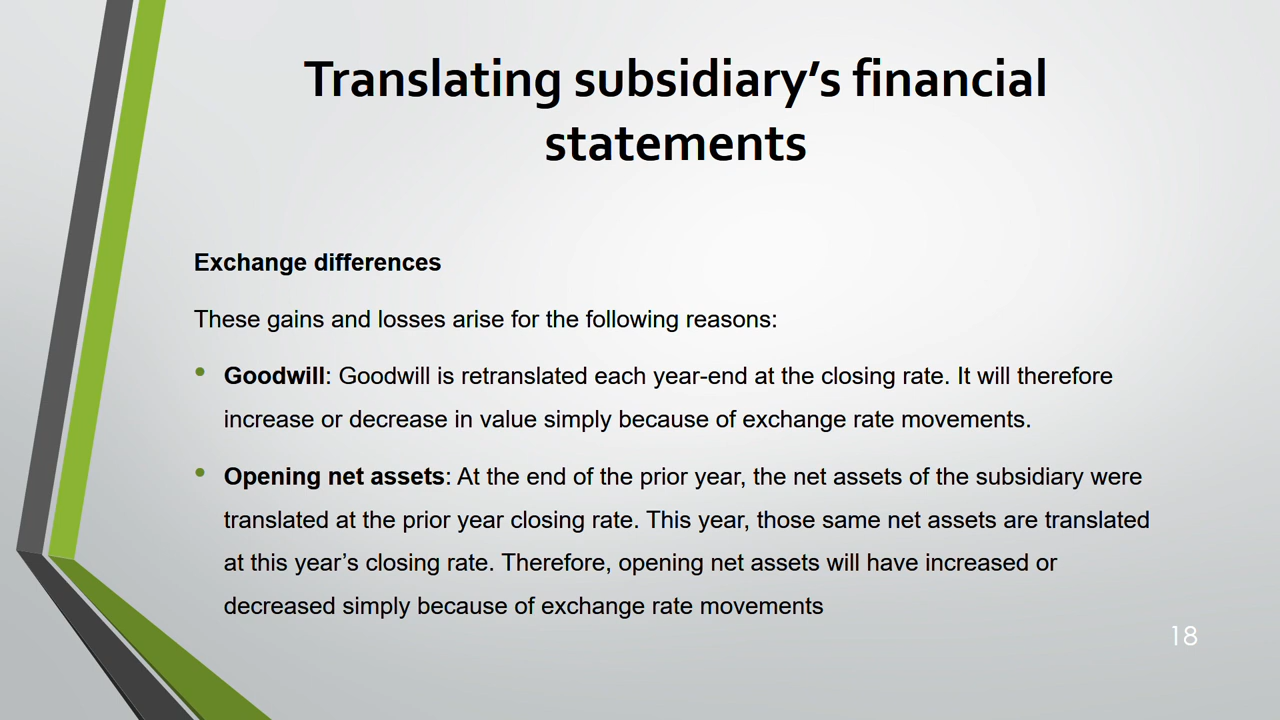 Translating subsidiary’s financial
statements
Exchange differences
These gains and losses arise for the following reasons:
• Goodwill: Goodwill is retranslated each year-end at the closing rate. It will therefore
increase or decrease in value simply because of exchange rate movements.
• Opening net assets: At the end of the prior year, the net assets of the subsidiary were
translated at the prior year closing rate. This year, those same net assets are translated
at this year’s closing rate. Therefore, opening net assets will have increased or
decreased simply because of exchange rate movements
18